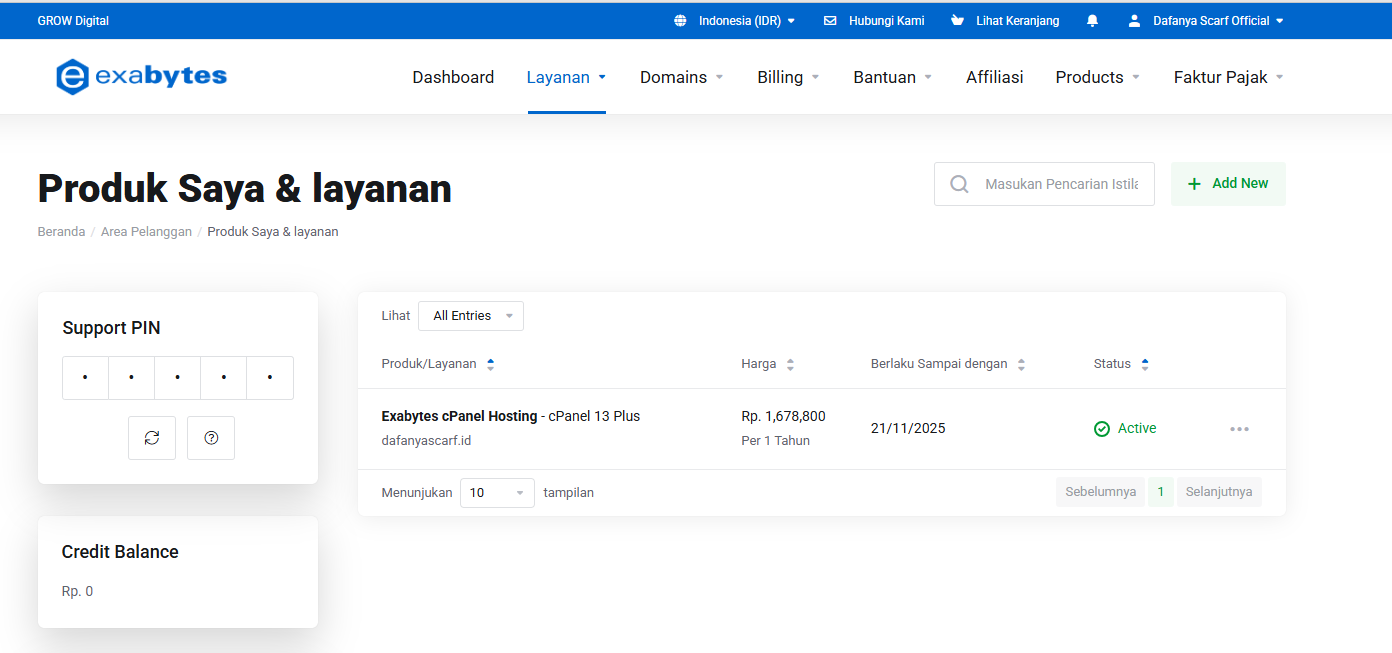 GROW Digital
Indonesia (IDR) Hubungi Kami Lihat Keranjang Dafanya Scarf Official
exabytes
Dashboard Layanan Domains Billing Bantuan Affiliasi Products Faktur Pajak
Produk Saya & layanan
Masukan Pencarian
Add New
Beranda / Area Pelanggan / Produk Saya & layanan
Support PIN
Credit Balance
Rp. 0
Lihat All Entries
Produk/Layanan Harga Berlaku Sampai dengan Status
Exabytes cPanel Hosting - cPanel 13 Plus
dafanyascarf.id
Rp. 1,678,800
Per 1 Tahun
21/11/2025
Active
Menunjukan 10 tampilan
Sebelumnya 1 Selanjutnya